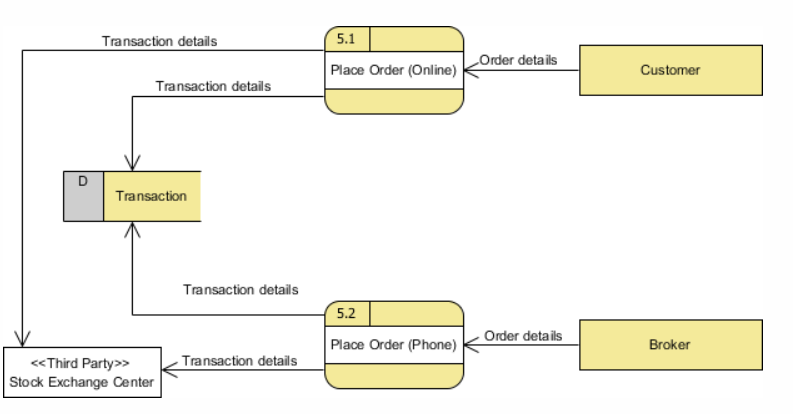 Transaction details
5.1
Place Order (Online)
Order details
Customer
Transaction details
D
Transaction
Transaction details
5.2
Place Order (Phone)
Order details
Broker
Transaction details
<<Third Party>>
Stock Exchange Center